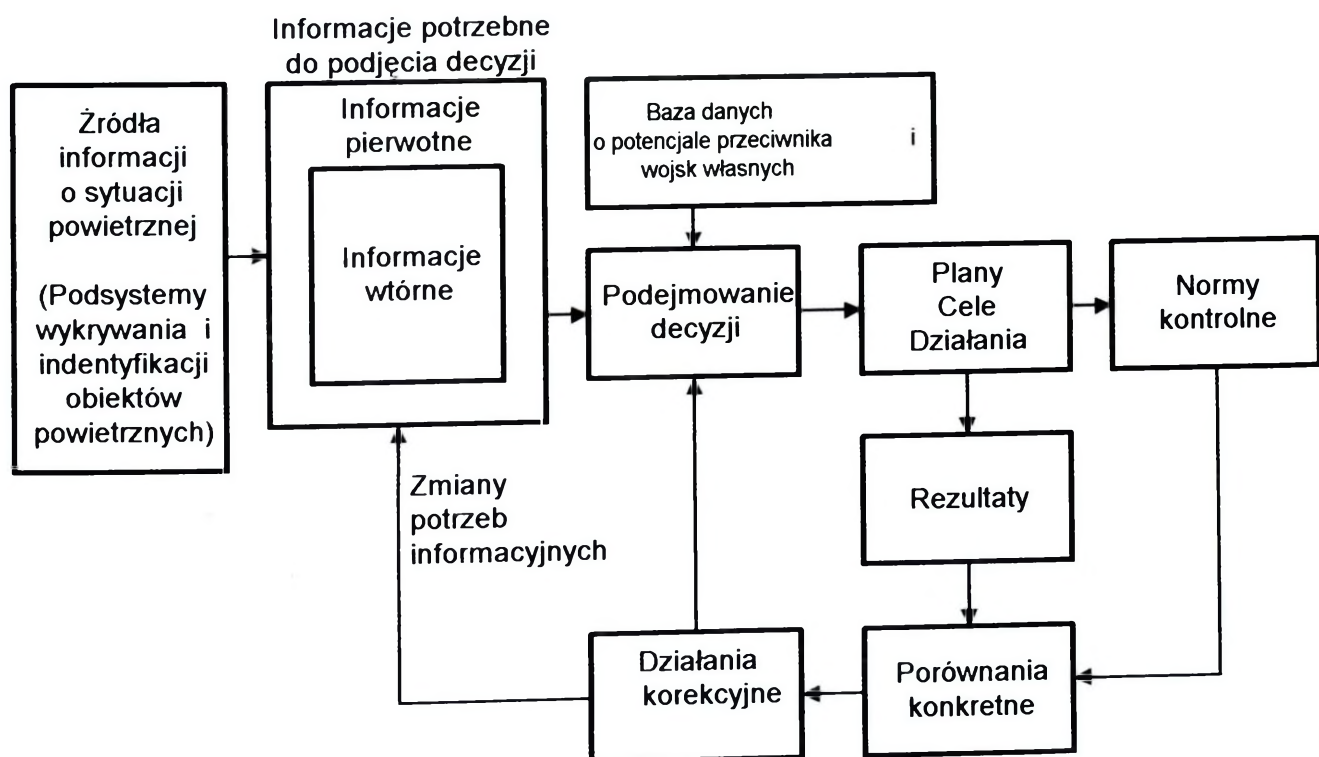 Informacje potrzebne
do podjęcia decyzji
Źródła
informacji
o sytuacji
powietrznej
(Podsystemy
wykrywania i
indentyfikacji
obiektów
powietrznych)
Informacje
pierwotne
Informacje
wtórne
Baza danych
o potencjale przeciwnika i
wojsk własnych
Podejmowanie
decyzji
Plany
Cele
Działania
Normy
kontrolne
Zmiany
potrzeb
informacyjnych
Rezultaty
Działania
korekcyjne
Porównania
konkretne